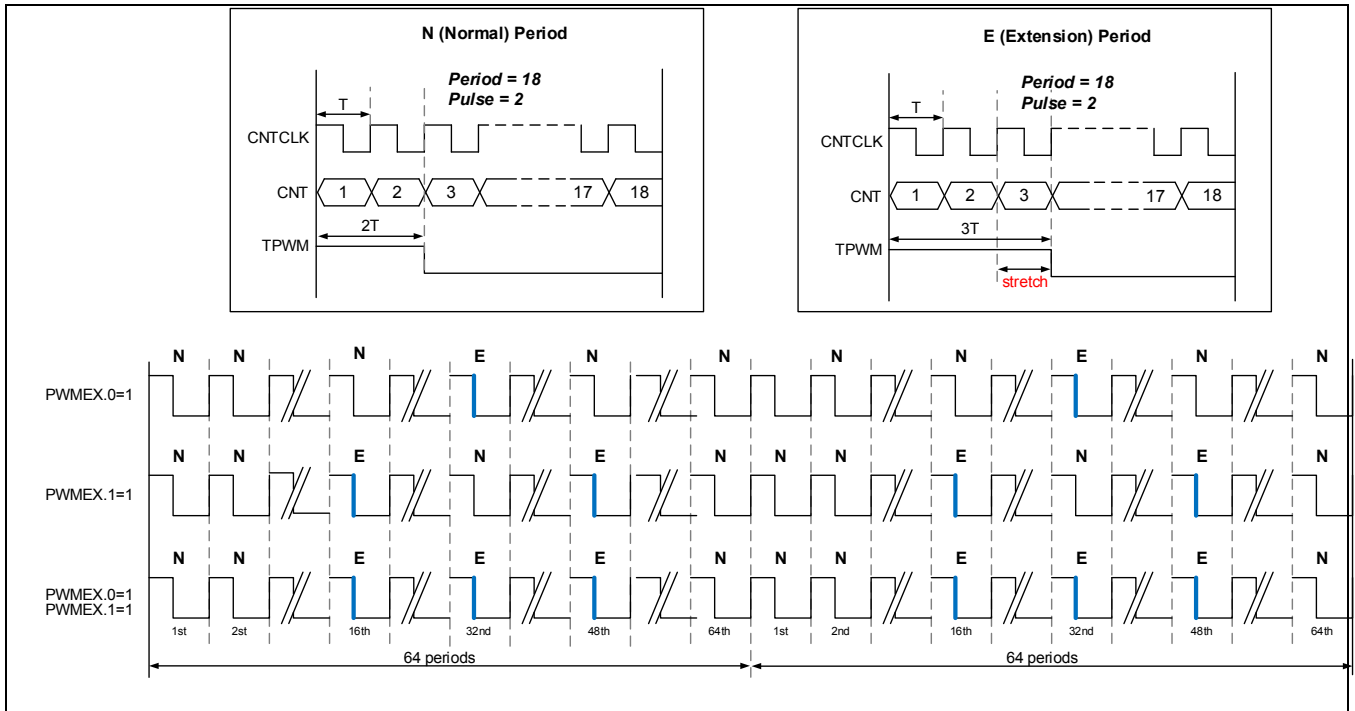 N (Normal) Period
Period = 18
Pulse = 2
T
CNTCLK
CNT 1 2 3 17 18
2T
TPWM
E (Extension) Period
Period = 18
Pulse = 2
T
CNTCLK
CNT 1 2 3 17 18
3T
TPWM
stretch
N N N E N N N N E N N
PWMEX.0=1
N N E N E N N N E N E N
PWMEX.1=1
N N E E E N N N E E E N
PWMEX.0=1
PWMEX.1=1
1st 2st 16th 32nd 48th 64th 1st 2nd 16th 32nd 48th 64th
64 periods 64 periods